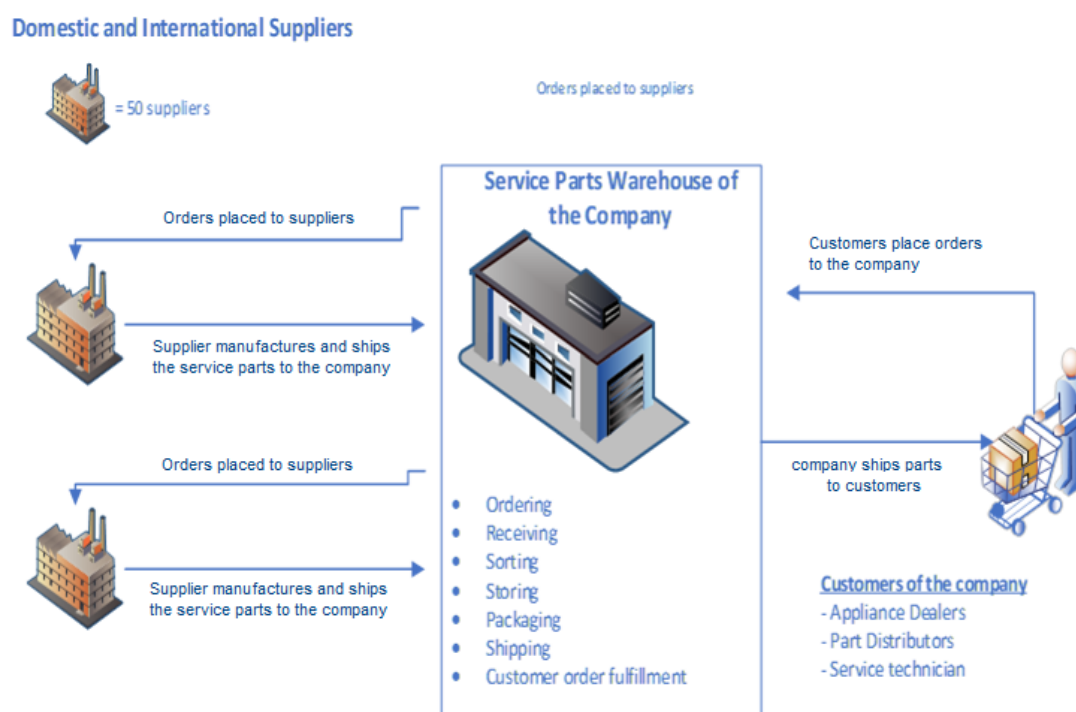 Domestic and International Suppliers
= 50 suppliers
Orders placed to suppliers
Service Parts Warehouse of
the Company
Orders placed to suppliers
Supplier manufactures and ships
the service parts to the company
Orders placed to suppliers
Supplier manufactures and ships
the service parts to the company
• Ordering
• Receiving
• Sorting
• Storing
• Packaging
• Shipping
• Customer order fulfillment
Customers place orders
to the company
company ships parts
to customers
Customers of the company
- Appliance Dealers
- Part Distributors
- Service technician